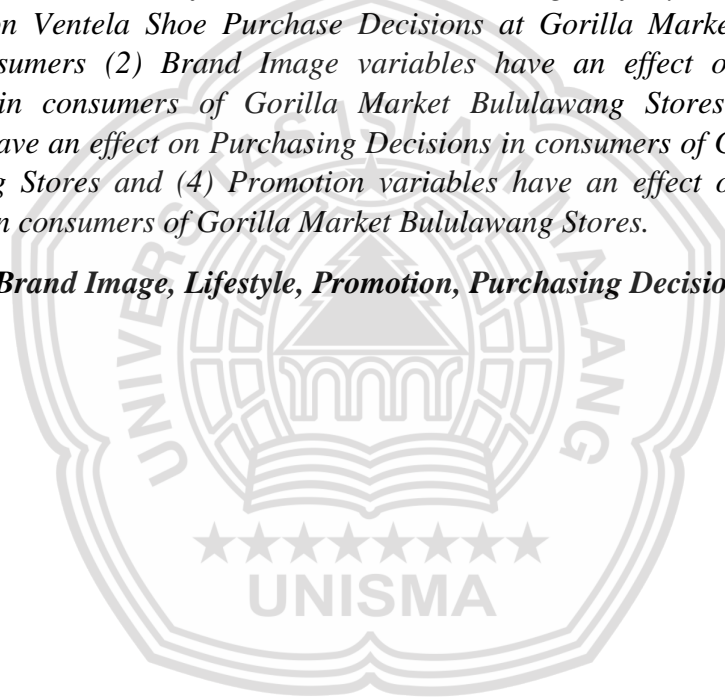 on Ventela Shoe Purchase Decisions at Gorilla Marke
sumers (2) Brand Image variables have an effect o
in consumers of Gorilla Market Bululawang Stores
ave an effect on Purchasing Decisions in consumers of G
g Stores and (4) Promotion variables have an effect o
n consumers of Gorilla Market Bululawang Stores.
Brand Image, Lifestyle, Promotion, Purchasing Decisio
UNIVERSITAS ISLAM MALANG
UNISMA